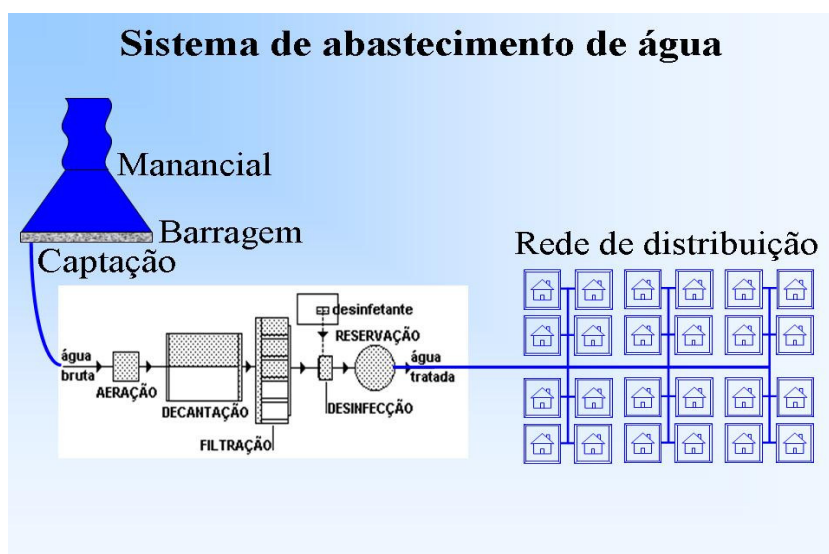 Sistema de abastecimento de água
Manancial
Barragem
Captação
Rede de distribuição
desinfetante
RESERVAÇÃO
água
bruta
água
tratada
AERAÇÃO
DECANTAÇÃO
DESINFECÇÃO
FILTRAÇÃO